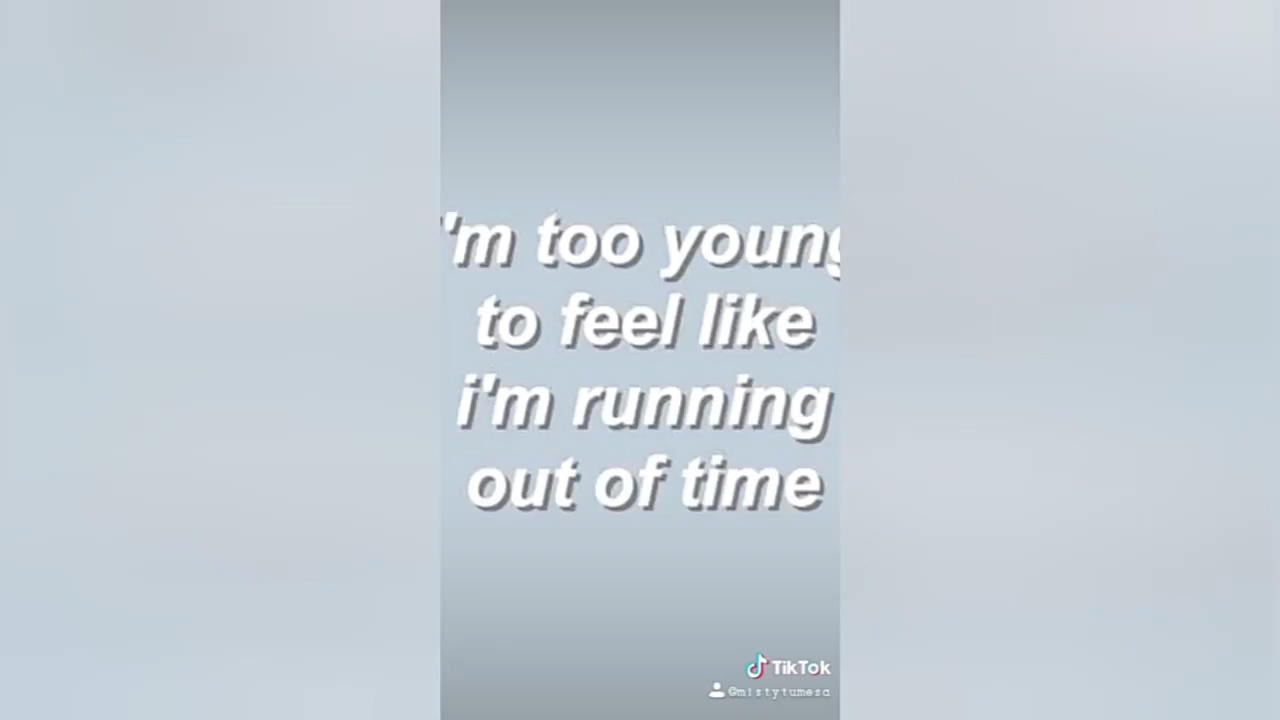 i'm too young
to feel like
i'm running
out of time
TikTok
@mistytumesa